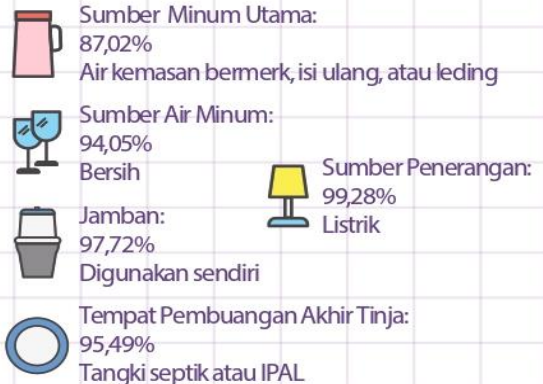 Sumber Minum Utama:
87,02%
Air kemasan bermerk, isi ulang, atau leding
Sumber Air Minum:
94,05%
Bersih
Sumber Penerangan:
99,28%
Listrik
Jamban:
97,72%
Digunakan sendiri
Tempat Pembuangan Akhir Tinja:
95,49%
Tangki septik atau IPAL